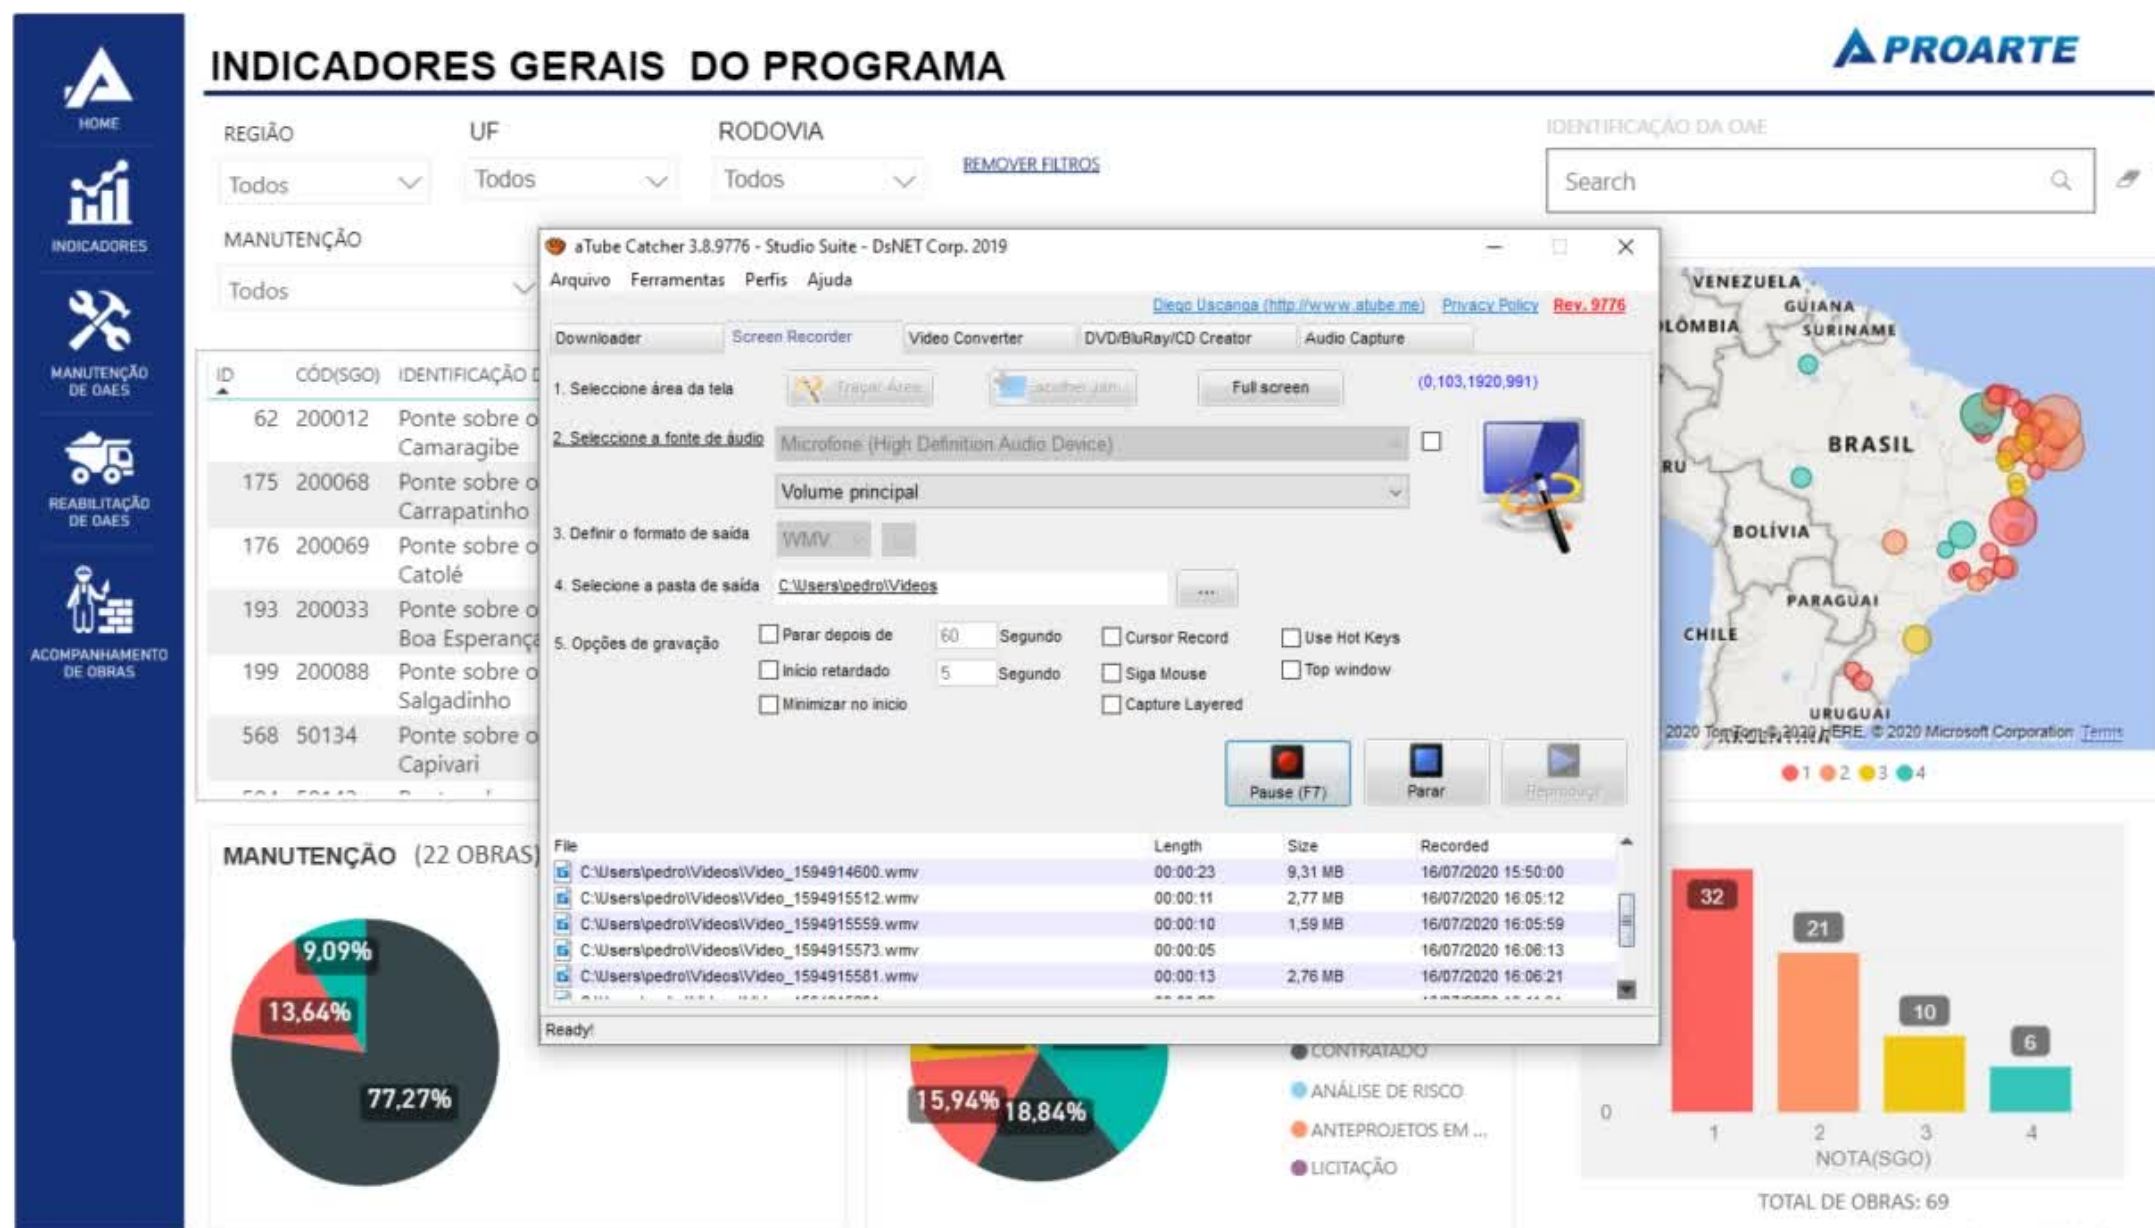 INDICADORES GERAIS DO PROGRAMA
PROARTE
HOME
INDICADORES
MANUTENÇÃO
DE OAES
REABILITAÇÃO
DE OAES
ACOMPANHAMENTO
DE OBRAS
REGIÃO
Todos
UF
Todos
RODOVIA
Todos
REMOVER FILTROS
IDENTIFICAÇÃO DA OAE
Search
MANUTENÇÃO
Todos
ID CÓD(SGO) IDENTIFICAÇÃO
62 200012 Ponte sobre o
Camaragibe
175 200068 Ponte sobre o
Carrapatinho
176 200069 Ponte sobre o
Catolé
193 200033 Ponte sobre o
Boa Esperança
199 200088 Ponte sobre o
Salgadinho
568 50134 Ponte sobre o
Capivari
aTube Catcher 3.8.9776 - Studio Suite - DsNET Corp. 2019
Arquivo Ferramentas Perfis Ajuda
Diego Uscanga (http://www.atube.me) Privacy Policy Rev. 9776
Downloader Screen Recorder Video Converter DVD/BluRay/CD Creator Audio Capture
1. Seleccione área da tela Traçar Área Full screen (0,103,1920,991)
2. Seleccione a fonte de áudio Microfone (High Definition Audio Device)
Volume principal
3. Definir o formato de saída WMV
4. Selecione a pasta de saída C:\Users\pedro\Videos ...
5. Opções de gravação
Parar depois de 60 Segundo Cursor Record Use Hot Keys
Início retardado 5 Segundo Siga Mouse Top window
Minimizar no inicio Capture Layered
Pause (F7) Parar Reproduzir
File Length Size Recorded
C:\Users\pedro\Videos\Video_1594914600.wmv 00:00:23 9,31 MB 16/07/2020 15:50:00
C:\Users\pedro\Videos\Video_1594915512.wmv 00:00:11 2,77 MB 16/07/2020 16:05:12
C:\Users\pedro\Videos\Video_1594915559.wmv 00:00:10 1,59 MB 16/07/2020 16:05:59
C:\Users\pedro\Videos\Video_1594915573.wmv 00:00:05 16/07/2020 16:06:13
C:\Users\pedro\Videos\Video_1594915581.wmv 00:00:13 2,76 MB 16/07/2020 16:06:21
Ready!
VENEZUELA
GUIANA
LÔMBIA
SURINAME
BRASIL
RU
BOLÍVIA
PARAGUAI
CHILE
URUGUAI
ARGENTINA
2020 TomTom © 2020 HERE, © 2020 Microsoft Corporation Terms
1 2 3 4
MANUTENÇÃO (22 OBRAS)
9,09%
13,64%
77,27%
15,94%
18,84%
CONTRATADO
ANÁLISE DE RISCO
ANTEPROJETOS EM ...
LICITAÇÃO
32
21
10
6
0
1 2 3 4
NOTA(SGO)
TOTAL DE OBRAS: 69